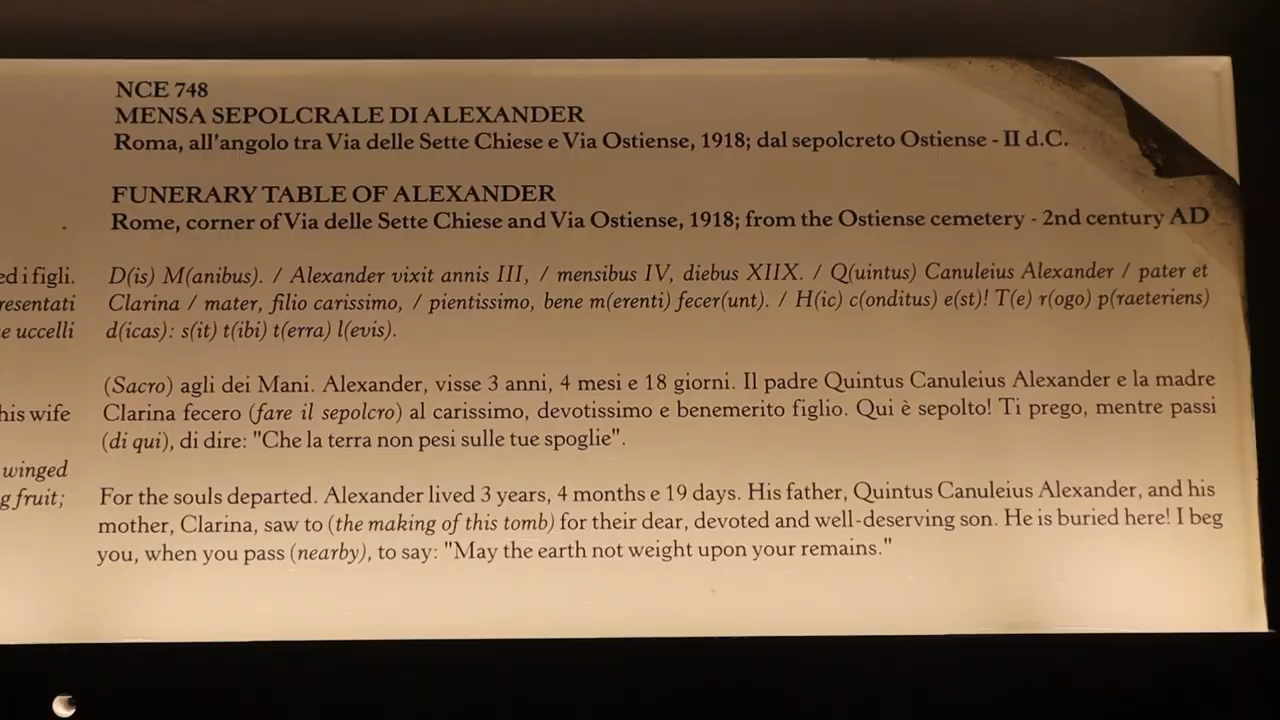 NCE 748
MENSA SEPOLCRALE DI ALEXANDER
Roma, all'angolo tra Via delle Sette Chiese e Via Ostiense, 1918; dal sepolcreto Ostiense - II d.C.
FUNERARY TABLE OF ALEXANDER
Rome, corner of Via delle Sette Chiese and Via Ostiense, 1918; from the Ostiense cemetery - 2nd century AD
ed i figli.
resentati
e uccelli
his wife
winged
g fruit;
D(is) M(anibus). / Alexander vixit annis III, / mensibus IV, diebus XIIX. / Q(uintus) Canuleius Alexander / pater et
Clarina / mater, filio carissimo, / pientissimo, bene m(erenti) fecer(unt). / H(ic) c(onditus) e(st)! T(e) r(ogo) p(raeteriens)
d(icas): s(it) t(ibi) t(erra) l(evis).
(Sacro) agli dei Mani. Alexander, visse 3 anni, 4 mesi e 18 giorni. Il padre Quintus Canuleius Alexander e la madre
Clarina fecero (fare il sepolcro) al carissimo, devotissimo e benemerito figlio. Qui è sepolto! Ti prego, mentre passi
(di qui), di dire: "Che la terra non pesi sulle tue spoglie".
For the souls departed. Alexander lived 3 years, 4 months e 19 days. His father, Quintus Canuleius Alexander, and his
mother, Clarina, saw to (the making of this tomb) for their dear, devoted and well-deserving son. He is buried here! I beg
you, when you pass (nearby), to say: "May the earth not weight upon your remains."